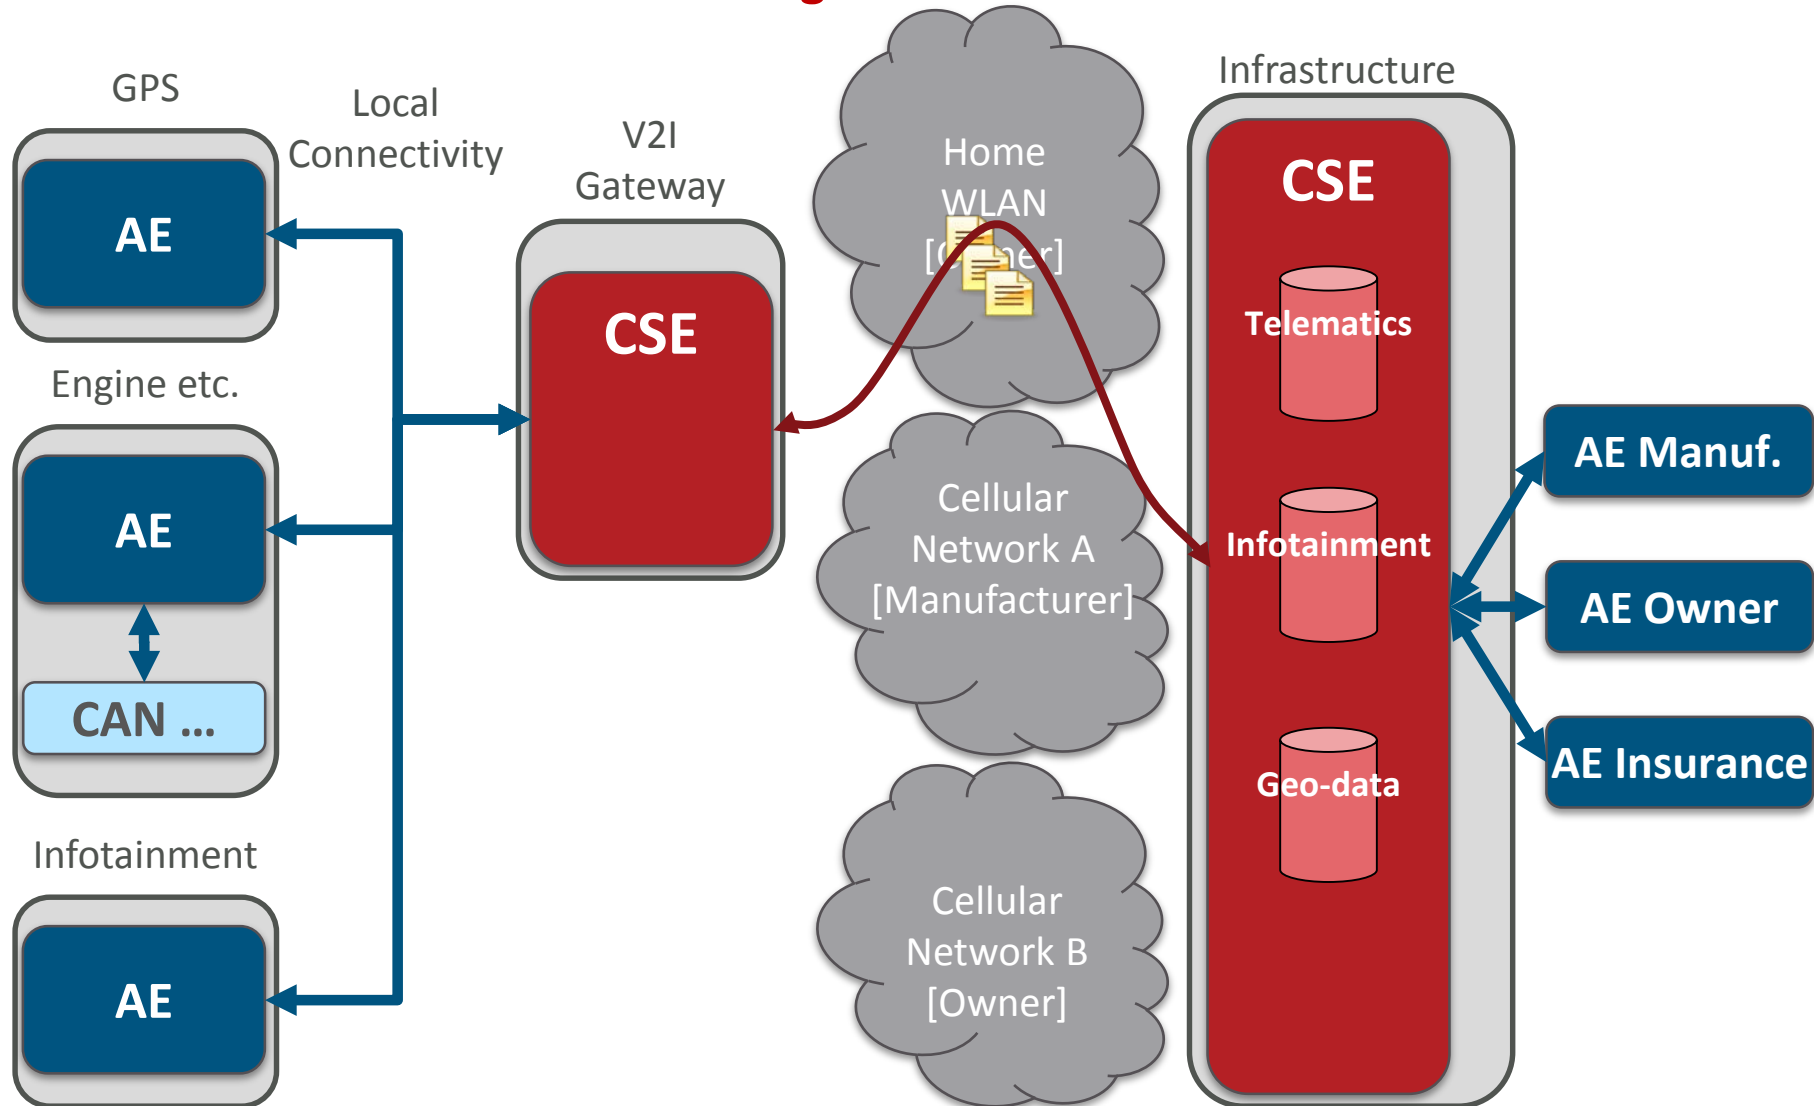 GPS
AE
Engine etc.
AE
CAN ...
Infotainment
AE
Local
Connectivity
V2I
Gateway
CSE
Home
WLAN
Cellular
Network A
[Manufacturer]
Cellular
Network B
[Owner]
Infrastructure
CSE
Telematics
Infotainment
Geo-data
AE Manuf.
AE Owner
AE Insurance